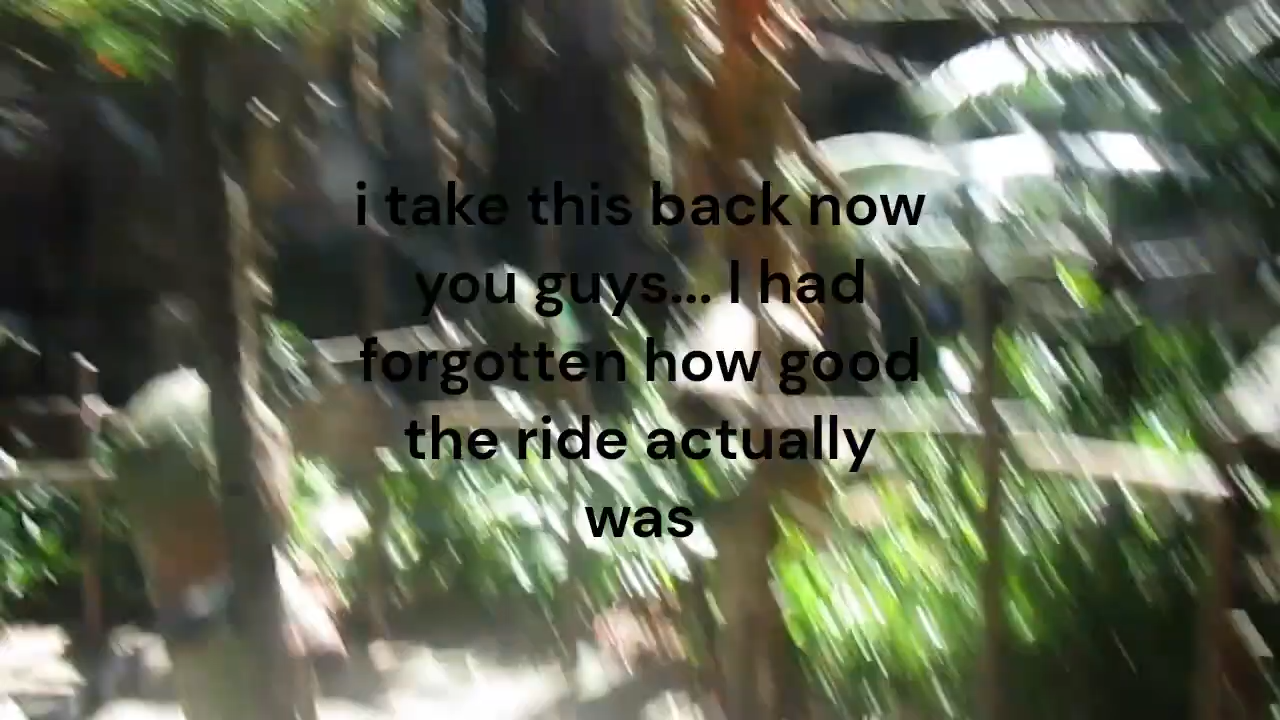 i take this back now
you guys... I had
forgotten how good
the ride actually
was